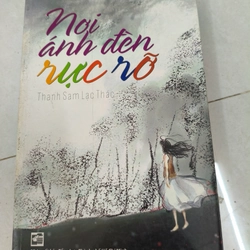 Nơi
ánh đèn
rực rỡ
Thanh Sam Lạc Thác